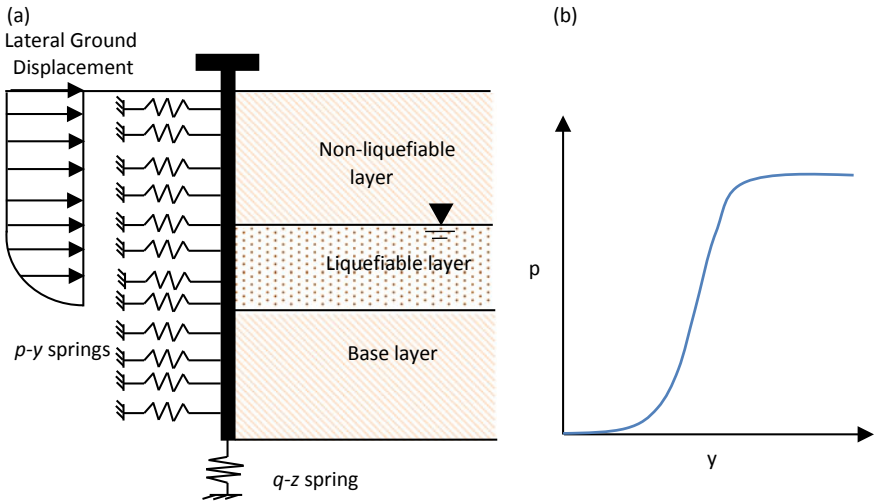 (a)
Lateral Ground
Displacement
Non-liquefiable
layer
Liquefiable layer
p-y springs
Base layer
q-z spring
(b)
p
y